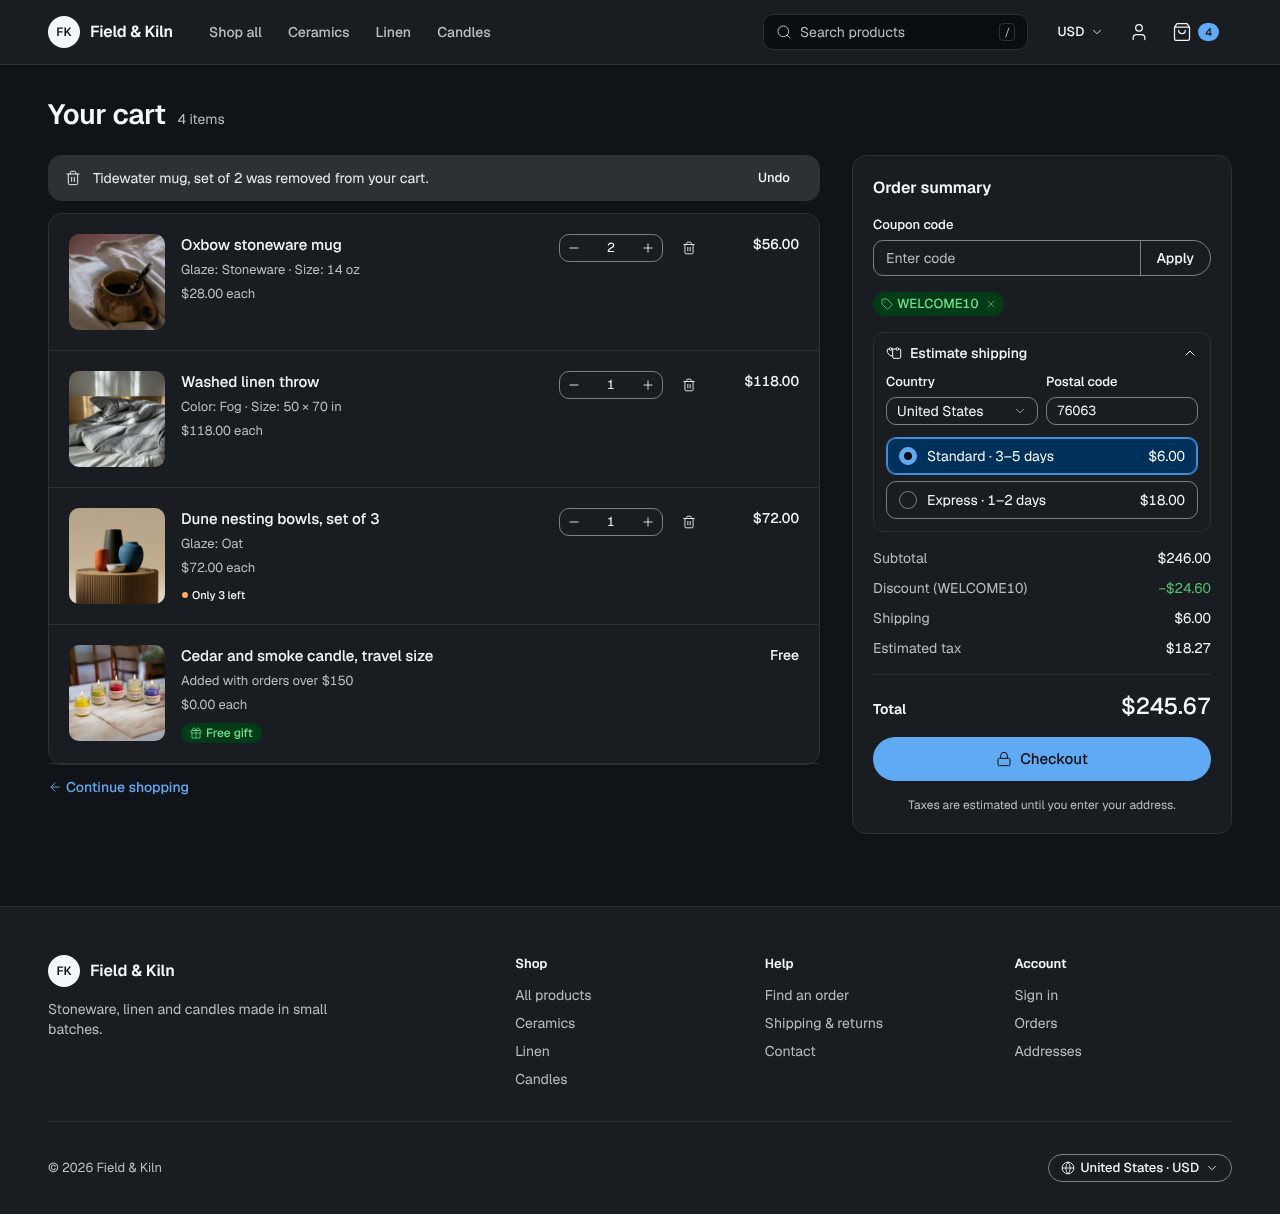 FK Field & Kiln Shop all Ceramics Linen Candles Search products / USD 4
Your cart 4 items
Tidewater mug, set of 2 was removed from your cart. Undo
Oxbow stoneware mug 2 $56.00
Glaze: Stoneware · Size: 14 oz
$28.00 each
Washed linen throw 1 $118.00
Color: Fog · Size: 50 × 70 in
$118.00 each
Dune nesting bowls, set of 3 1 $72.00
Glaze: Oat
$72.00 each
Only 3 left
Cedar and smoke candle, travel size Free
Added with orders over $150
$0.00 each
Free gift
Continue shopping
Order summary
Coupon code
Enter code Apply
WELCOME10
Estimate shipping
Country Postal code
United States 76063
Standard · 3–5 days $6.00
Express · 1–2 days $18.00
Subtotal $246.00
Discount (WELCOME10) −$24.60
Shipping $6.00
Estimated tax $18.27
Total $245.67
Checkout
Taxes are estimated until you enter your address.
FK Field & Kiln
Stoneware, linen and candles made in small
batches.
Shop
All products
Ceramics
Linen
Candles
Help
Find an order
Shipping & returns
Contact
Account
Sign in
Orders
Addresses
© 2026 Field & Kiln United States · USD